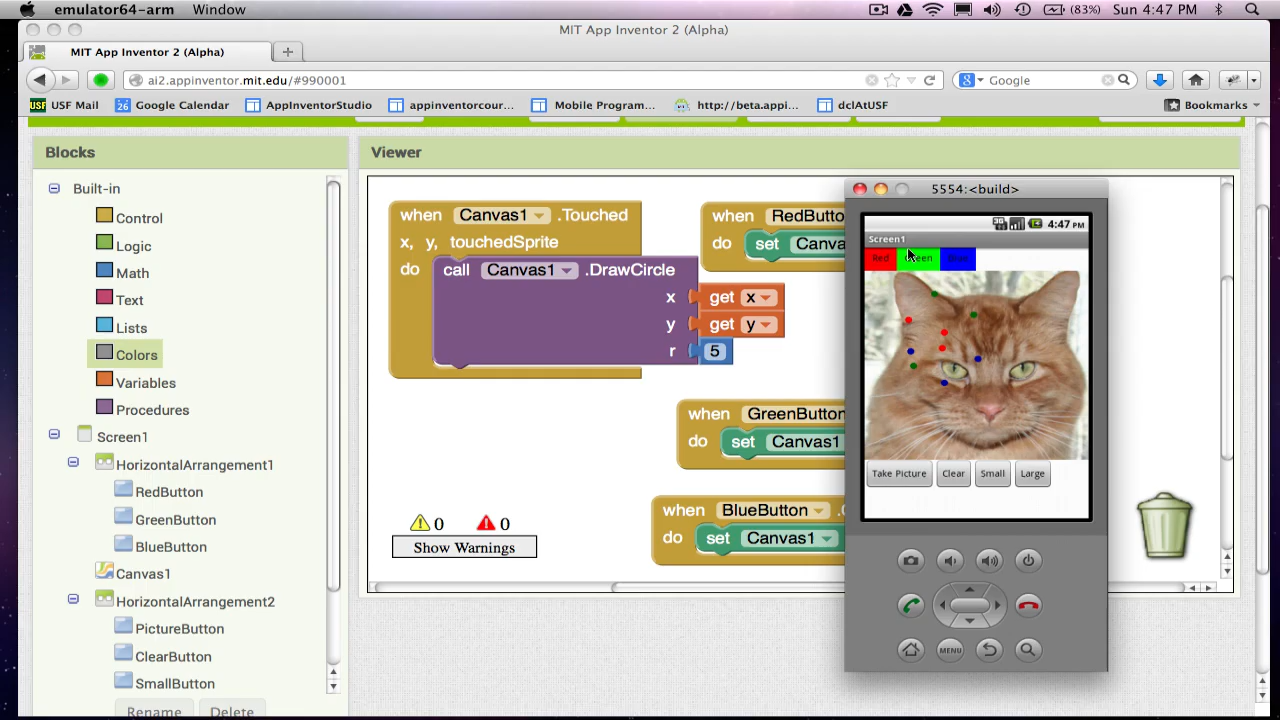 emulator64-arm Window
(83%) Sun 4:47 PM
MIT App Inventor 2 (Alpha)
MIT App Inventor 2 (Alpha)
ai2.appinventor.mit.edu/#990001
Google
USF USF Mail
26 Google Calendar
AppInventorStudio
appinventorcour...
Mobile Program...
http://beta.appi...
dclAtUSF
Bookmarks
Blocks
Built-in
Control
Logic
Math
Text
Lists
Colors
Variables
Procedures
Screen1
HorizontalArrangement1
RedButton
GreenButton
BlueButton
Canvas1
HorizontalArrangement2
PictureButton
ClearButton
SmallButton
Rename Delete
Viewer
when Canvas1 .Touched
x, y, touchedSprite
do call Canvas1 .DrawCircle
x get x
y get y
r 5
when RedButto
do set Canva
when GreenButton
do set Canvas1
when BlueButton .
do set Canvas1
0 0
Show Warnings
5554:<build>
3G 4:47 PM
Screen1
Red Blue
Take Picture Clear Small Large
MENU